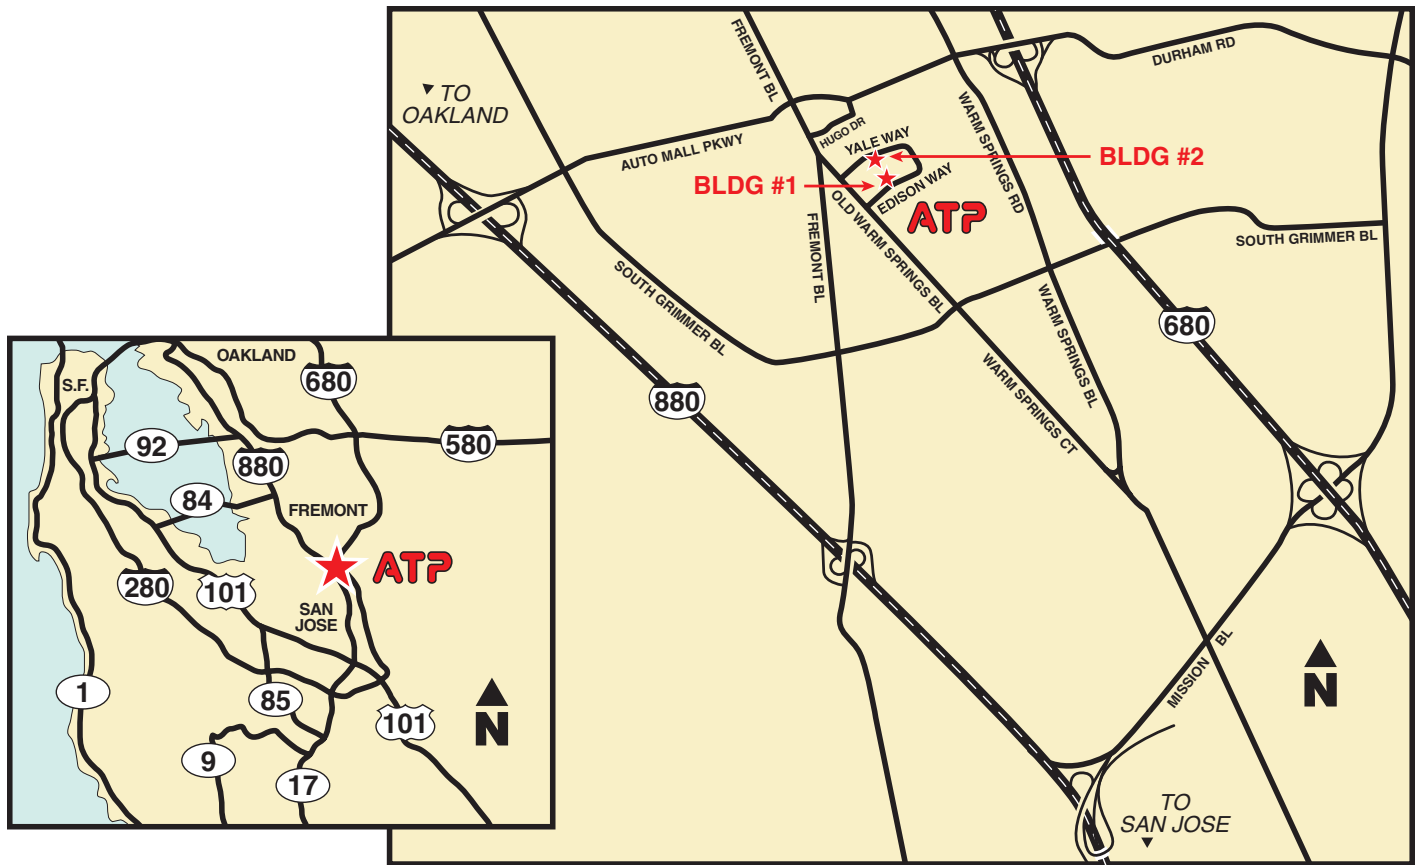 FREMONT BL
TO
OAKLAND
DURHAM RD
WARM SPRINGS RD
HUGO DR
AUTO MALL PKWY
YALE WAY
BLDG #2
BLDG #1
EDISON WAY
ATP
OLD WARM SPRINGS BL
FREMONT BL
SOUTH GRIMMER BL
SOUTH GRIMMER BL
WARM SPRINGS BL
680
880
WARM SPRINGS CT
MISSION BL
N
TO
SAN JOSE
OAKLAND
S.F.
680
92
880
580
84
FREMONT
ATP
280
101
SAN
JOSE
1
85
101
N
9
17